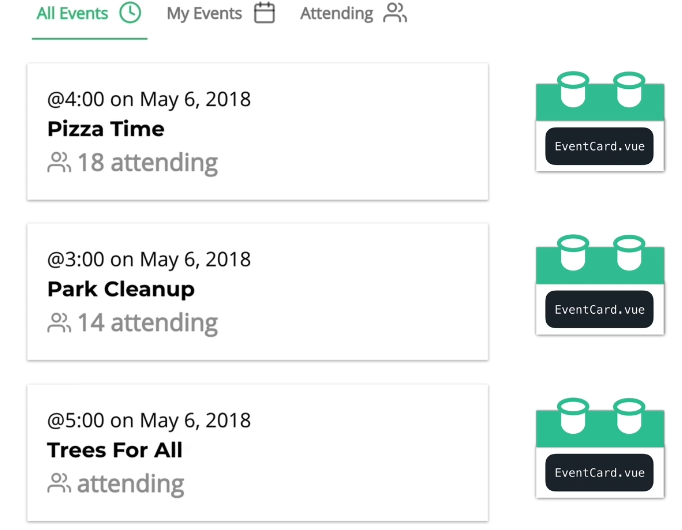 All Events My Events Attending
@4:00 on May 6, 2018
Pizza Time
18 attending
EventCard.vue
@3:00 on May 6, 2018
Park Cleanup
14 attending
EventCard.vue
@5:00 on May 6, 2018
Trees For All
attending
EventCard.vue